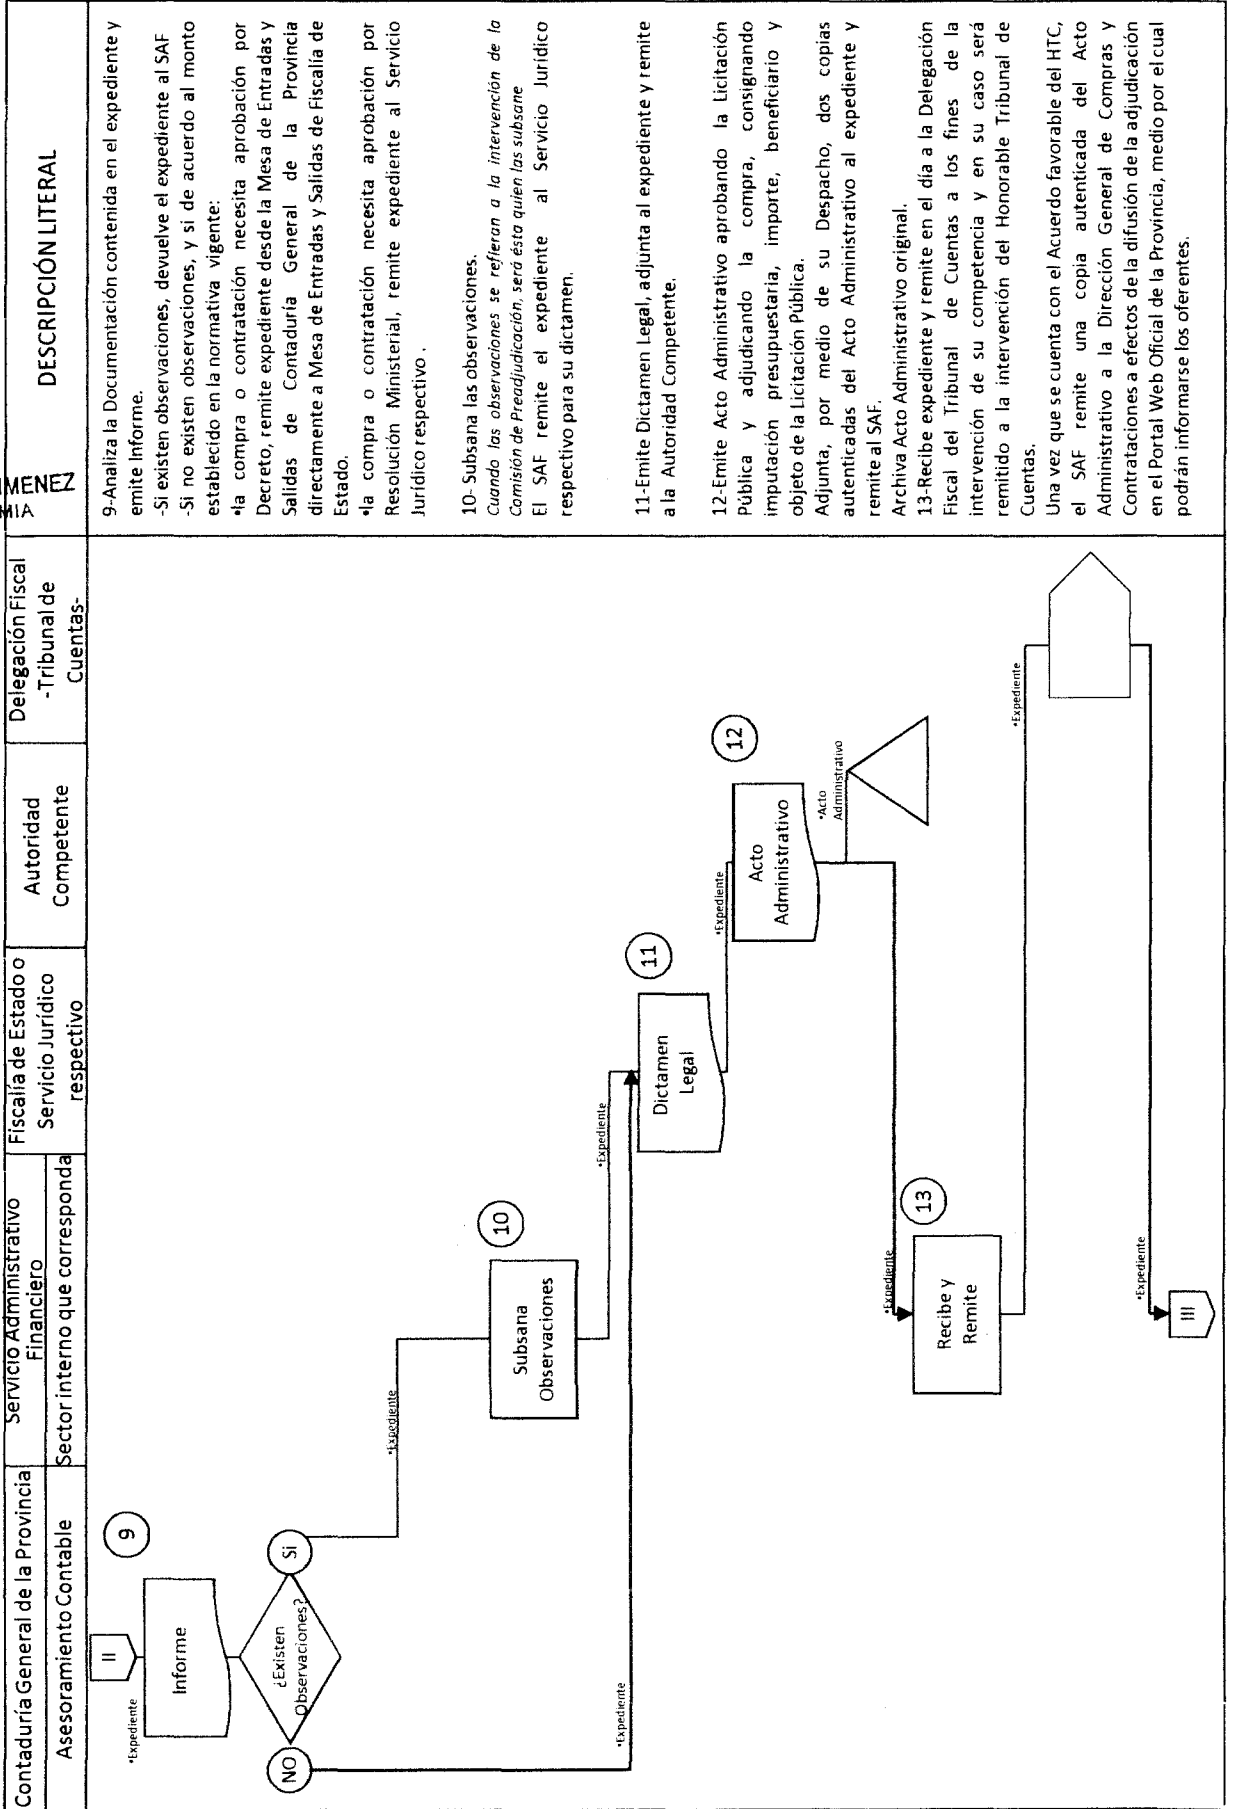 MENEZ
MIA
Contaduría General de la Provincia
Asesoramiento Contable
Servicio Administrativo
Financiero
Sector interno que corresponda
Fiscalía de Estado o
Servicio Jurídico
respectivo
Autoridad
Competente
Delegación Fiscal
-Tribunal de
Cuentas-
DESCRIPCIÓN LITERAL
II
*Expediente
9
Informe
¿Existen
Observaciones?
Si
NO
*Expediente
*Expediente
10
Subsana
Observaciones
*Expediente
11
Dictamen
Legal
*Expediente
12
Acto
Administrativo
*Acto
Administrativo
*Expediente
13
Recibe y
Remite
*Expediente
*Expediente
III
9-Analiza la Documentación contenida en el expediente y
emite Informe.
-Si existen observaciones, devuelve el expediente al SAF
-Si no existen observaciones, y si de acuerdo al monto
establecido en la normativa vigente:
•la compra o contratación necesita aprobación por
Decreto, remite expediente desde la Mesa de Entradas y
Salidas de Contaduría General de la Provincia
directamente a Mesa de Entradas y Salidas de Fiscalía de
Estado.
•la compra o contratación necesita aprobación por
Resolución Ministerial, remite expediente al Servicio
Jurídico respectivo .
10- Subsana las observaciones.
Cuando las observaciones se refieran a la intervención de la
Comisión de Preadjudicación, será ésta quien las subsane
El SAF remite el expediente al Servicio Jurídico
respectivo para su dictamen.
11-Emite Dictamen Legal, adjunta al expediente y remite
a la Autoridad Competente.
12-Emite Acto Administrativo aprobando la Licitación
Pública y adjudicando la compra, consignando
imputación presupuestaria, importe, beneficiario y
objeto de la Licitación Pública.
Adjunta, por medio de su Despacho, dos copias
autenticadas del Acto Administrativo al expediente y
remite al SAF.
Archiva Acto Administrativo original.
13-Recibe expediente y remite en el día a la Delegación
Fiscal del Tribunal de Cuentas a los fines de la
intervención de su competencia y en su caso será
remitido a la intervención del Honorable Tribunal de
Cuentas.
Una vez que se cuenta con el Acuerdo favorable del HTC,
el SAF remite una copia autenticada del Acto
Administrativo a la Dirección General de Compras y
Contrataciones a efectos de la difusión de la adjudicación
en el Portal Web Oficial de la Provincia, medio por el cual
podrán informarse los oferentes.